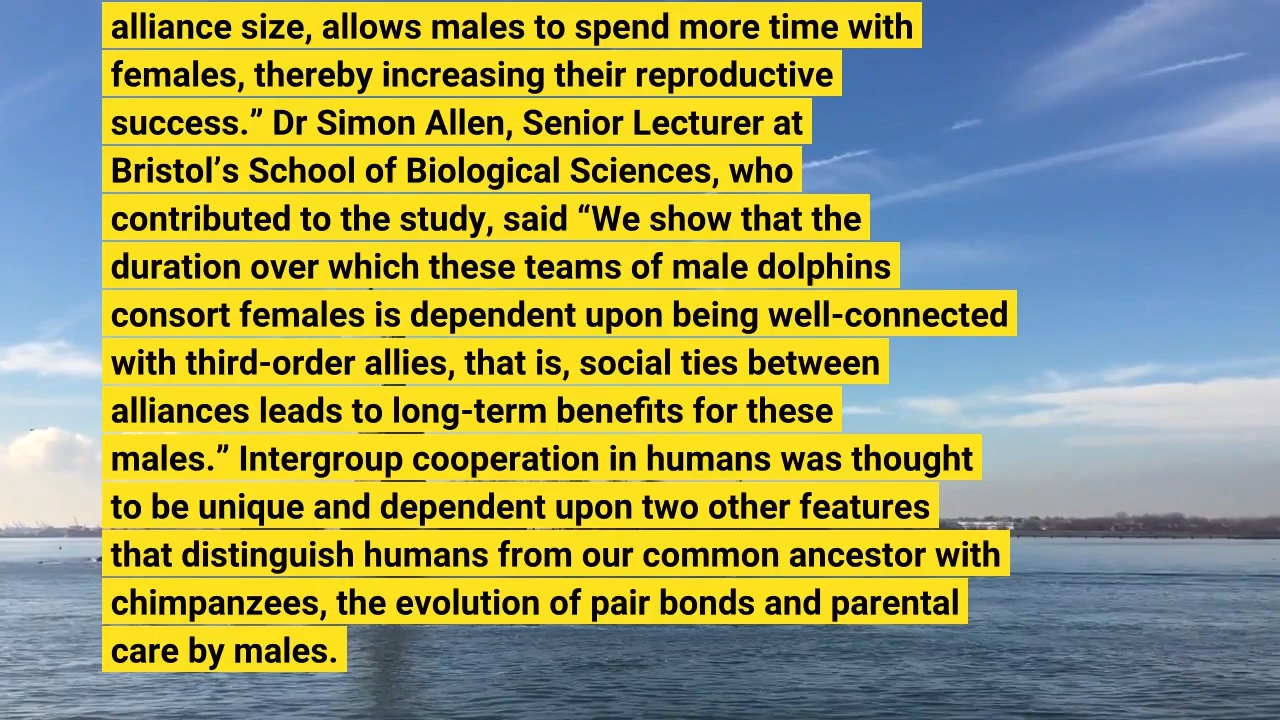 alliance size, allows males to spend more time with
females, thereby increasing their reproductive
success.” Dr Simon Allen, Senior Lecturer at
Bristol’s School of Biological Sciences, who
contributed to the study, said “We show that the
duration over which these teams of male dolphins
consort females is dependent upon being well-connected
with third-order allies, that is, social ties between
alliances leads to long-term benefits for these
males.” Intergroup cooperation in humans was thought
to be unique and dependent upon two other features
that distinguish humans from our common ancestor with
chimpanzees, the evolution of pair bonds and parental
care by males.